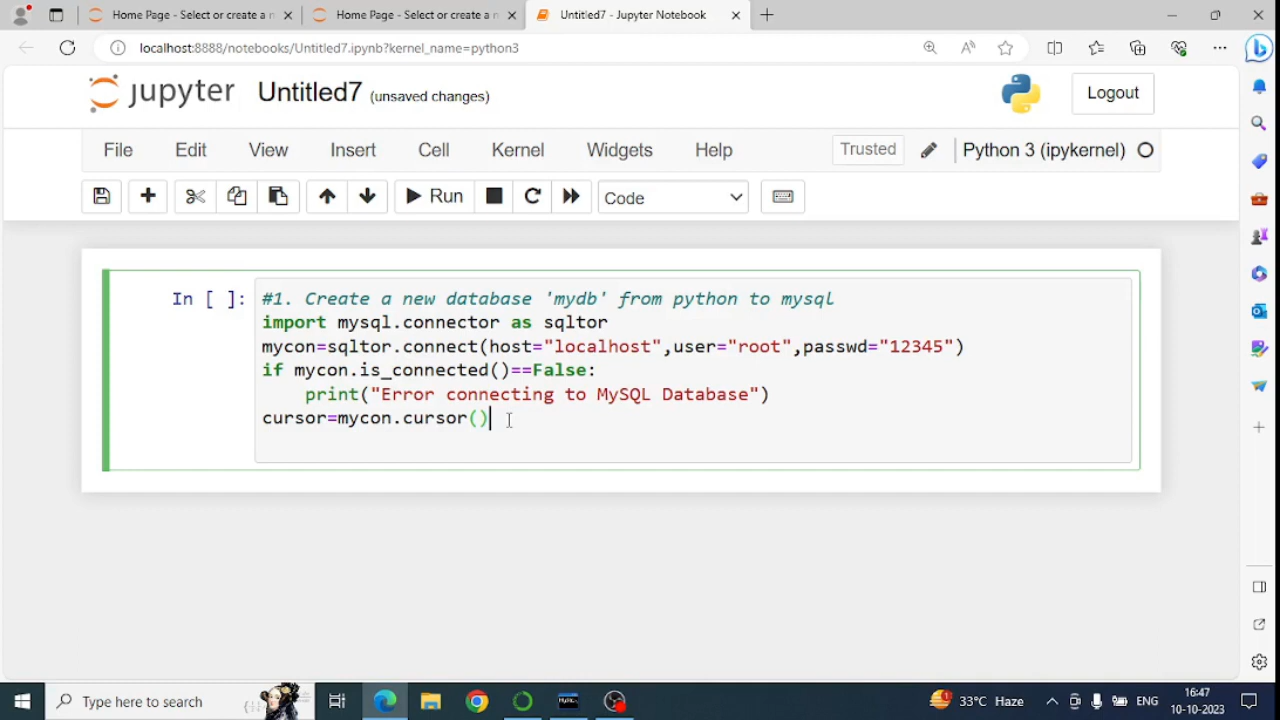 Home Page - Select or create a n
Home Page - Select or create a n
Untitled7 - Jupyter Notebook
localhost:8888/notebooks/Untitled7.ipynb?kernel_name=python3
jupyter Untitled7 (unsaved changes)
Logout
File Edit View Insert Cell Kernel Widgets Help
Trusted
Python 3 (ipykernel)
Run
Code
In [ ]:
#1. Create a new database 'mydb' from python to mysql
import mysql.connector as sqltor
mycon=sqltor.connect(host="localhost",user="root",passwd="12345")
if mycon.is_connected()==False:
    print("Error connecting to MySQL Database")
cursor=mycon.cursor()
Type here to search
33°C Haze
ENG
16:47
10-10-2023